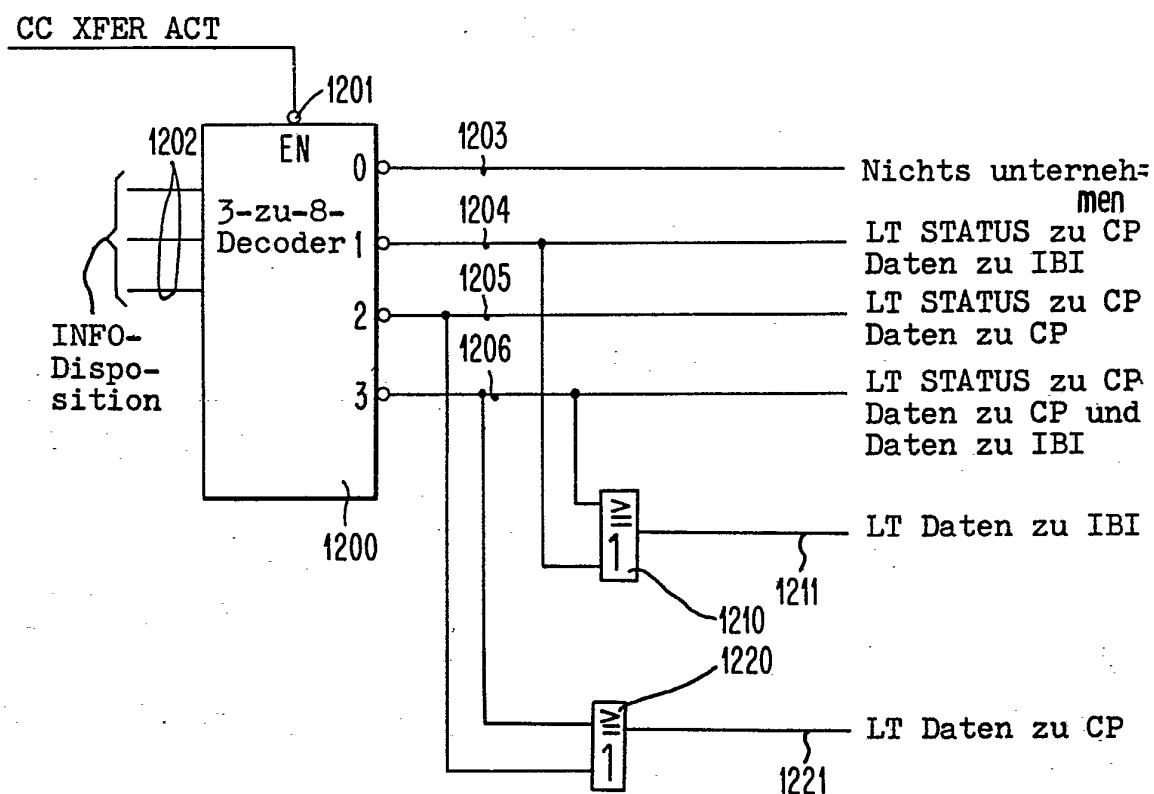 CC XFER ACT
1201
1202
EN
0
1203
Nichts unterneh=
men
3-zu-8-
Decoder
1
1204
LT STATUS zu CP
Daten zu IBI
2
1205
LT STATUS zu CP
Daten zu CP
INFO-
Dispo-
sition
3
1206
LT STATUS zu CP
Daten zu CP und
Daten zu IBI
1200
≥1
1210
LT Daten zu IBI
1211
1220
≥1
LT Daten zu CP
1221